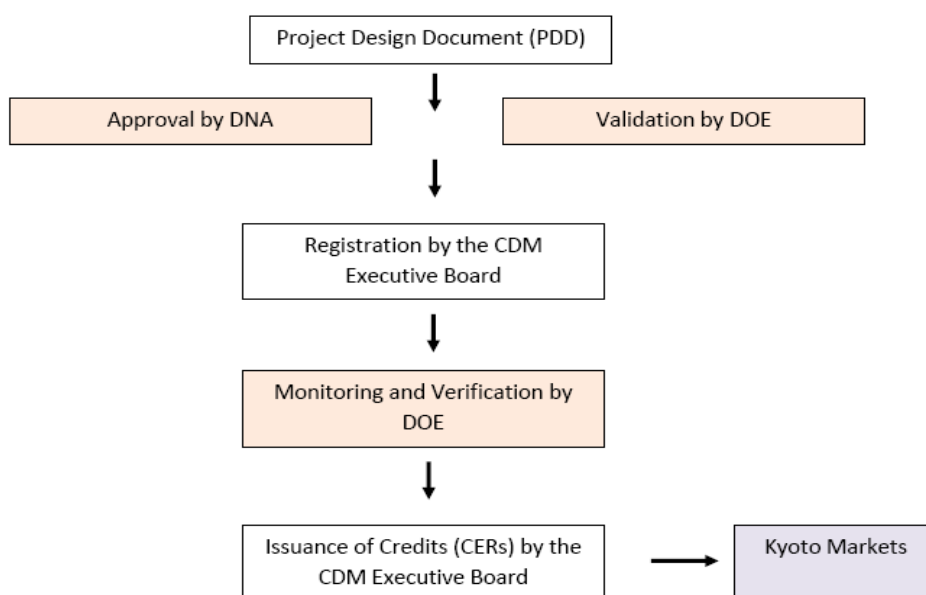 Project Design Document (PDD)
Approval by DNA
Validation by DOE
Registration by the CDM
Executive Board
Monitoring and Verification by
DOE
Issuance of Credits (CERs) by the
CDM Executive Board
Kyoto Markets